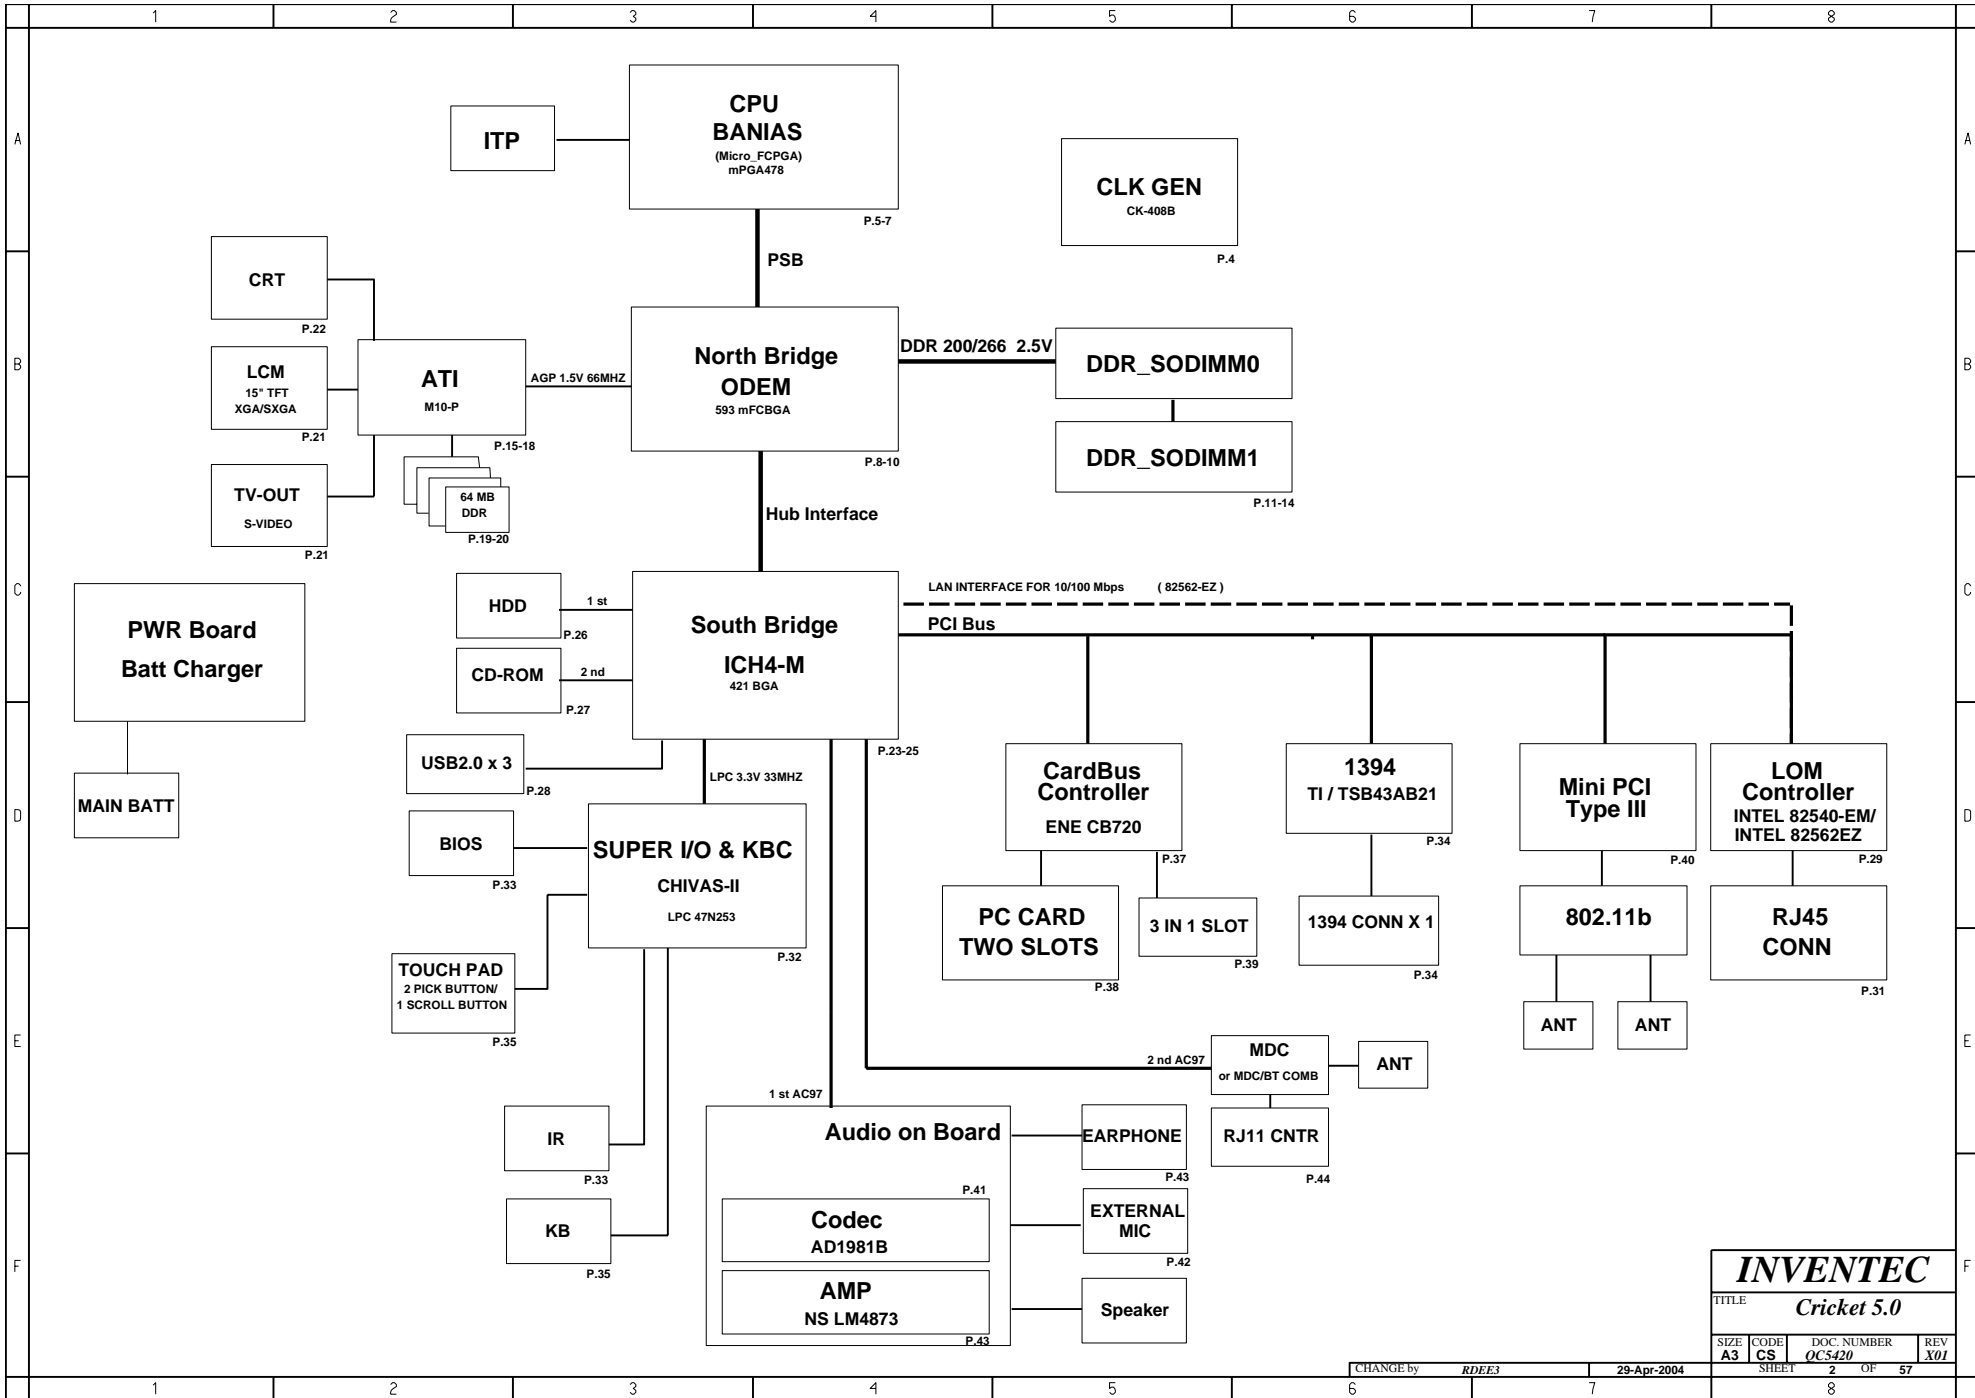 1 2 3 4 5 6 7 8
A
B
C
D
E
F
A
B
C
D
E
F
CPU
BANIAS
(Micro_FCPGA)
mPGA478
P.5-7
ITP
CLK GEN
CK-408B
P.4
PSB
CRT
P.22
LCM
15" TFT
XGA/SXGA
P.21
TV-OUT
S-VIDEO
P.21
ATI
M10-P
P.15-18
64 MB
DDR
P.19-20
AGP 1.5V 66MHZ
North Bridge
ODEM
593 mFCBGA
P.8-10
DDR 200/266 2.5V
DDR_SODIMM0
DDR_SODIMM1
P.11-14
Hub Interface
PWR Board
Batt Charger
MAIN BATT
HDD
1 st
P.26
CD-ROM
2 nd
P.27
South Bridge
ICH4-M
421 BGA
P.23-25
LAN INTERFACE FOR 10/100 Mbps ( 82562-EZ )
PCI Bus
USB2.0 x 3
P.28
LPC 3.3V 33MHZ
BIOS
P.33
SUPER I/O & KBC
CHIVAS-II
LPC 47N253
P.32
TOUCH PAD
2 PICK BUTTON/
1 SCROLL BUTTON
P.35
IR
P.33
KB
P.35
CardBus
Controller
ENE CB720
P.37
PC CARD
TWO SLOTS
P.38
3 IN 1 SLOT
P.39
1394
TI / TSB43AB21
P.34
1394 CONN X 1
P.34
Mini PCI
Type III
P.40
802.11b
ANT
ANT
LOM
Controller
INTEL 82540-EM/
INTEL 82562EZ
P.29
RJ45
CONN
P.31
2 nd AC97
MDC
or MDC/BT COMB
ANT
RJ11 CNTR
P.44
1 st AC97
Audio on Board
P.41
Codec
AD1981B
AMP
NS LM4873
P.43
EARPHONE
P.43
EXTERNAL
MIC
P.42
Speaker
INVENTEC
TITLE
Cricket 5.0
SIZE CODE DOC. NUMBER REV
A3 CS QC5420 X01
CHANGE by RDEE3 29-Apr-2004 SHEET 2 OF 57
1 2 3 4 5 6 7 8